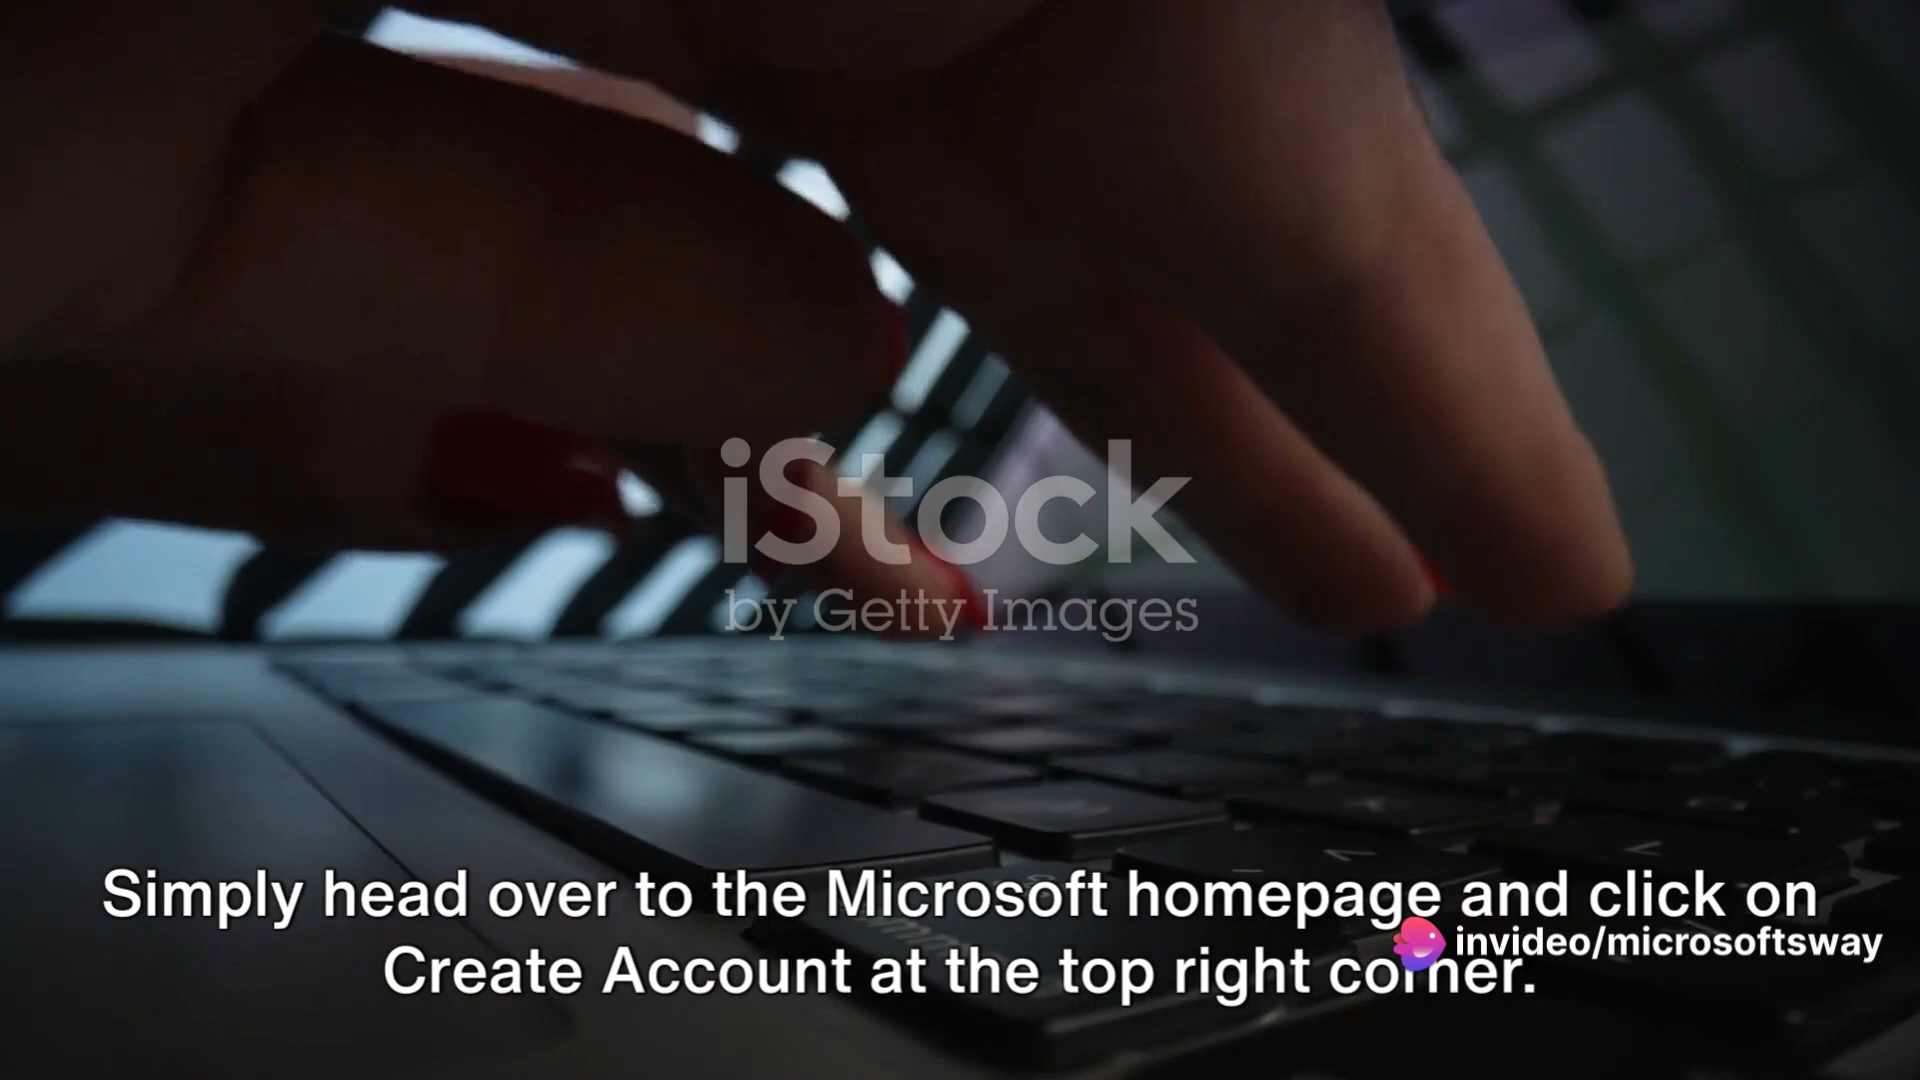 iStock
by Getty Images
Simply head over to the Microsoft homepage and click on
invideo/microsoftsway
Create Account at the top right corner.